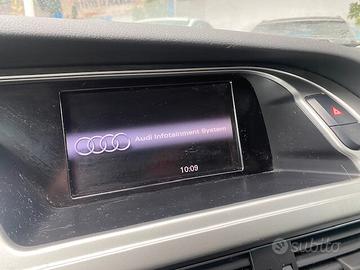 Audi Infotainment System
10:09
subito